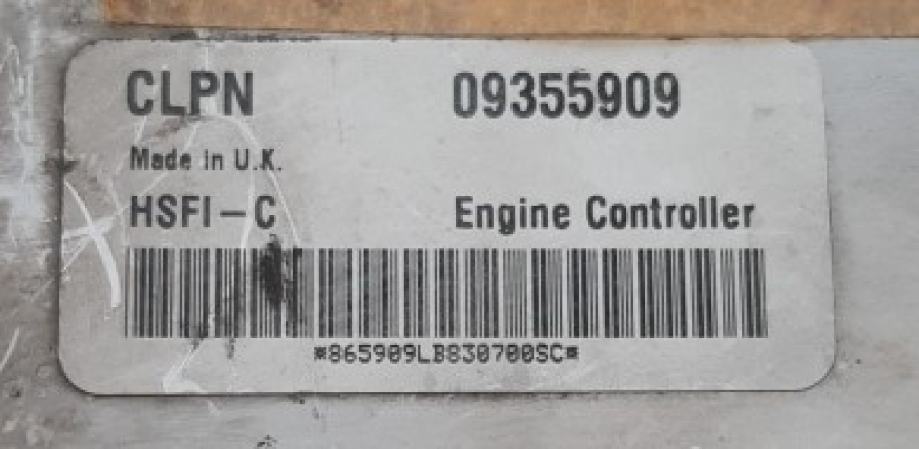 CLPN 09355909
Made in U.K.
HSFI-C Engine Controller
*865909LB830700SC*